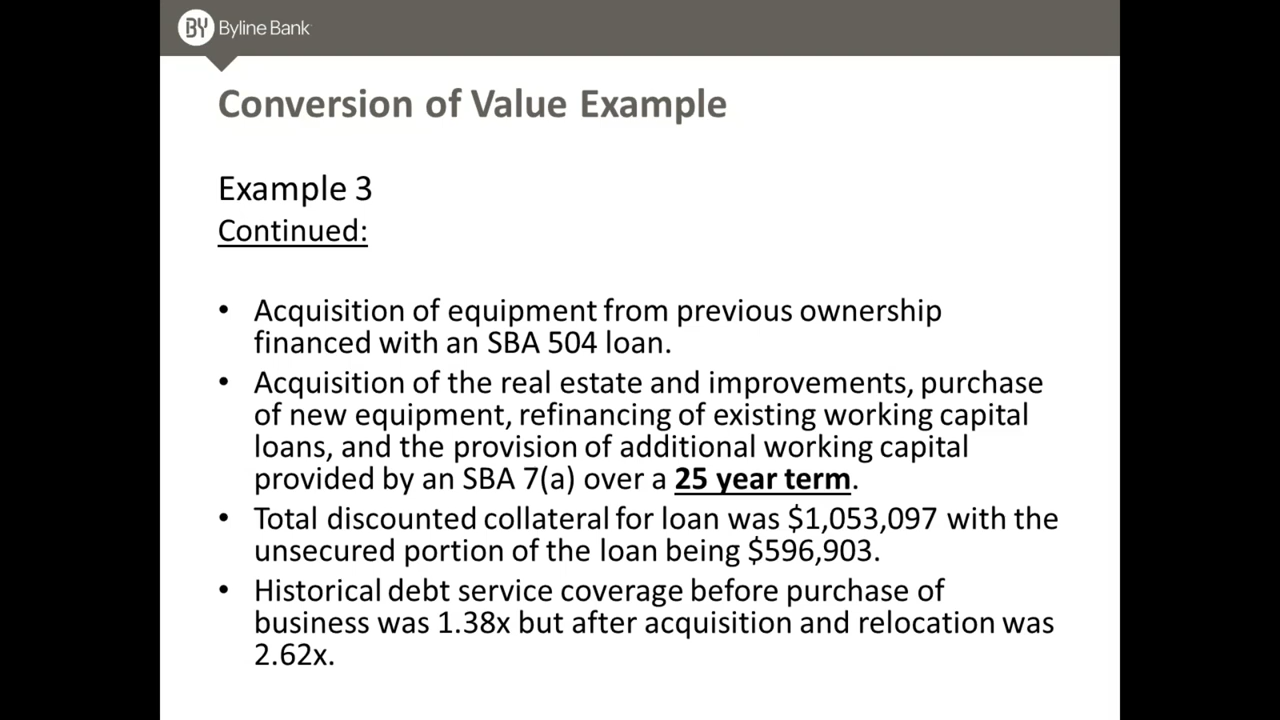 BY Byline Bank
Conversion of Value Example
Example 3
Continued:
• Acquisition of equipment from previous ownership
financed with an SBA 504 loan.
• Acquisition of the real estate and improvements, purchase
of new equipment, refinancing of existing working capital
loans, and the provision of additional working capital
provided by an SBA 7(a) over a 25 year term.
• Total discounted collateral for loan was $1,053,097 with the
unsecured portion of the loan being $596,903.
• Historical debt service coverage before purchase of
business was 1.38x but after acquisition and relocation was
2.62x.